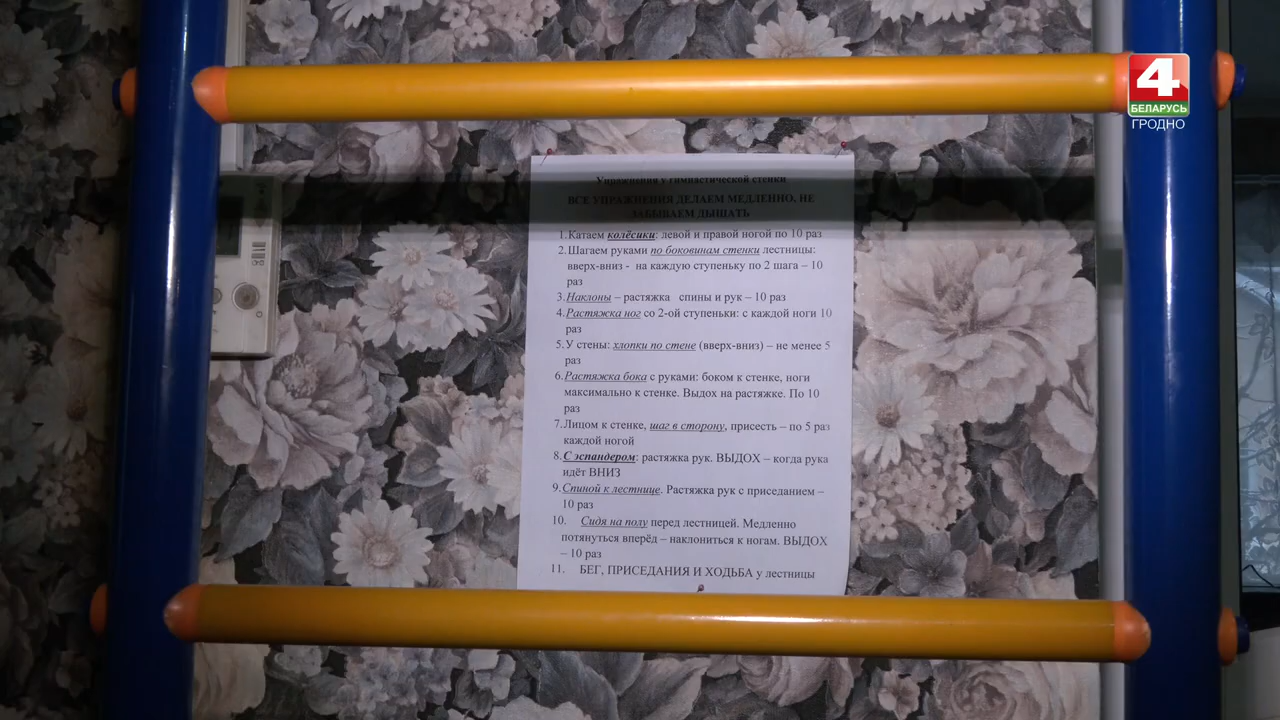 4
БЕЛАРУСЬ
ГРОДНО
Упражнения у гимнастической стенки
ВСЕ УПРАЖНЕНИЯ ДЕЛАЕМ МЕДЛЕННО, НЕ
ЗАБЫВАЕМ ДЫШАТЬ
1.Катаем колёсики: левой и правой ногой по 10 раз
2.Шагаем руками по боковинам стенки лестницы:
вверх-вниз - на каждую ступеньку по 2 шага – 10
раз
3.Наклоны – растяжка спины и рук – 10 раз
4.Растяжка ног со 2-ой ступеньки: с каждой ноги 10
раз
5.У стены: хлопки по стене (вверх-вниз) – не менее 5
раз
6.Растяжка бока с руками: боком к стенке, ноги
максимально к стенке. Выдох на растяжке. По 10
раз
7.Лицом к стенке, шаг в сторону, присесть – по 5 раз
каждой ногой
8.С эспандером: растяжка рук. ВЫДОХ – когда рука
идёт ВНИЗ
9.Спиной к лестнице. Растяжка рук с приседанием –
10 раз
10. Сидя на полу перед лестницей. Медленно
потянуться вперёд – наклониться к ногам. ВЫДОХ
– 10 раз
11. БЕГ, ПРИСЕДАНИЯ И ХОДЬБА у лестницы